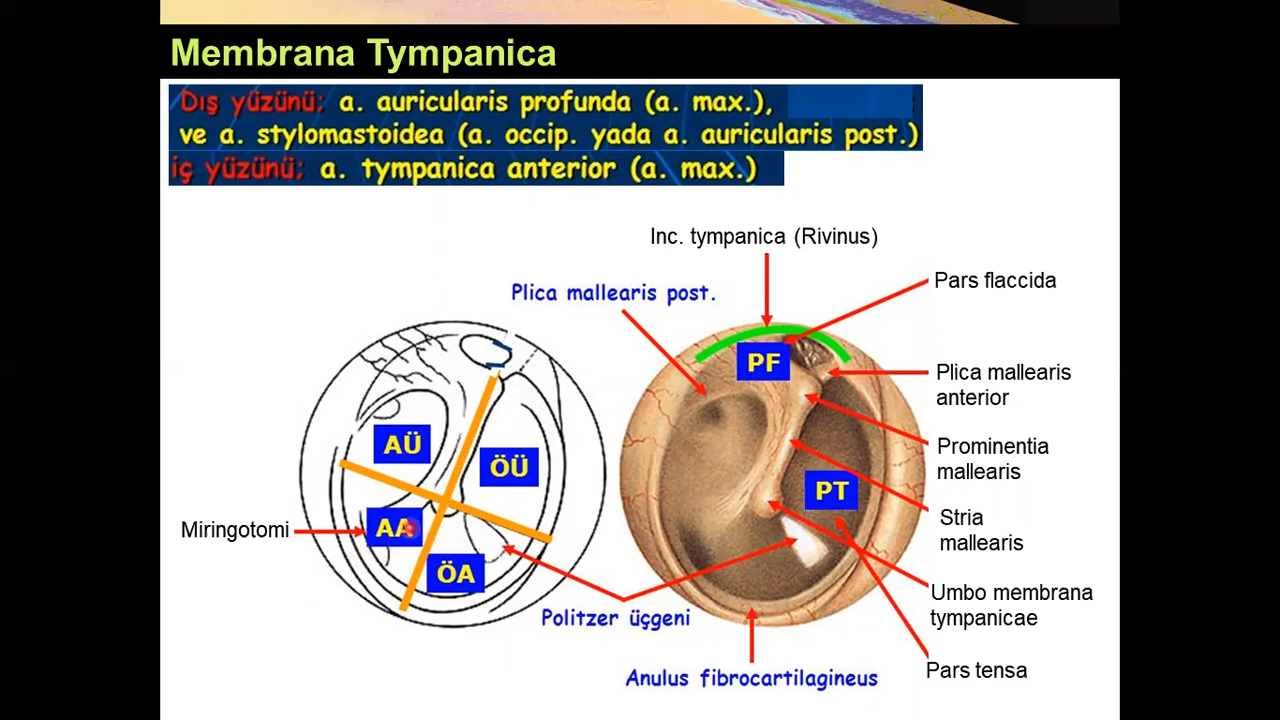 Membrana Tympanica
Dış yüzünü; a. auricularis profunda (a. max.),
ve a. stylomastoidea (a. occip. yada a. auricularis post.)
iç yüzünü; a. tympanica anterior (a. max.)
Inc. tympanica (Rivinus)
Pars flaccida
Plica mallearis post.
PF
Plica mallearis
anterior
AÜ
ÖÜ
Prominentia
mallearis
PT
Stria
mallearis
Miringotomi
AA
ÖA
Umbo membrana
tympanicae
Politzer üçgeni
Pars tensa
Anulus fibrocartilagineus